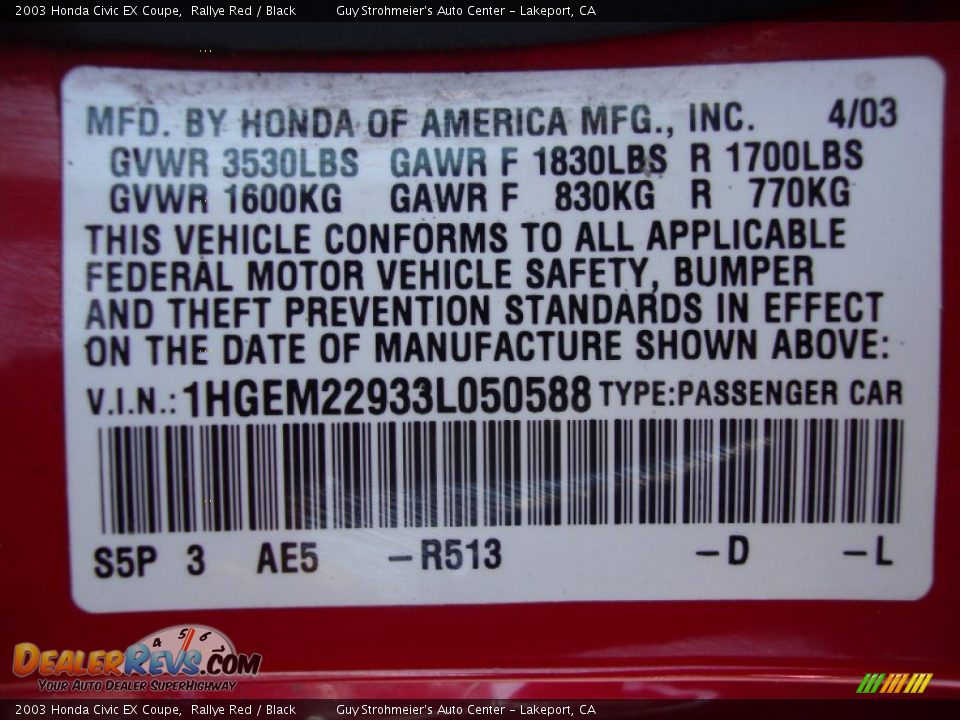 2003 Honda Civic EX Coupe,  Rallye Red / Black        Guy Strohmeier's Auto Center - Lakeport, CA
MFD. BY HONDA OF AMERICA MFG., INC.    4/03
GVWR 3530LBS  GAWR F 1830LBS  R 1700LBS
GVWR 1600KG  GAWR F  830KG  R  770KG
THIS VEHICLE CONFORMS TO ALL APPLICABLE
FEDERAL MOTOR VEHICLE SAFETY, BUMPER
AND THEFT PREVENTION STANDARDS IN EFFECT
ON THE DATE OF MANUFACTURE SHOWN ABOVE:
V.I.N.: 1HGEM22933L050588 TYPE:PASSENGER CAR
S5P 3  AE5  -R513  -D  -L
4 5 6
DEALERREVS.COM
YOUR AUTO DEALER SUPERHIGHWAY
2003 Honda Civic EX Coupe,  Rallye Red / Black        Guy Strohmeier's Auto Center - Lakeport, CA